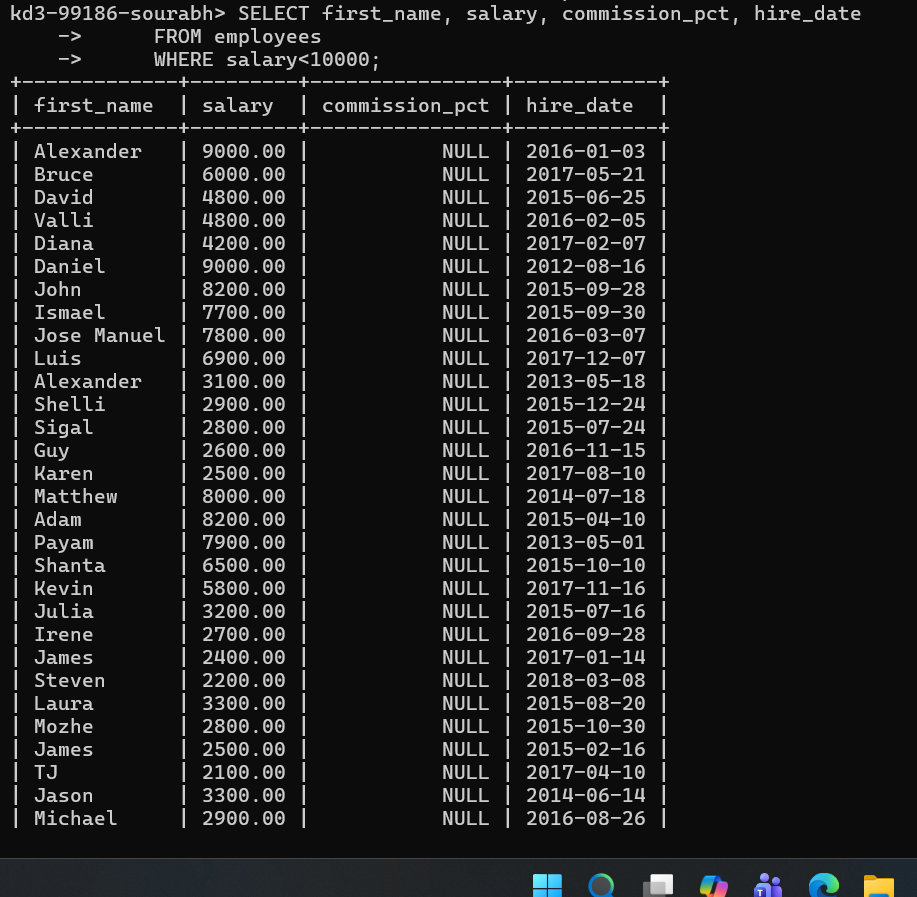 kd3-99186-sourabh> SELECT first_name, salary, commission_pct, hire_date
    ->      FROM employees
    ->      WHERE salary<10000;
+-------------+---------+----------------+------------+
| first_name  | salary  | commission_pct | hire_date  |
+-------------+---------+----------------+------------+
| Alexander   | 9000.00 |           NULL | 2016-01-03 |
| Bruce       | 6000.00 |           NULL | 2017-05-21 |
| David       | 4800.00 |           NULL | 2015-06-25 |
| Valli       | 4800.00 |           NULL | 2016-02-05 |
| Diana       | 4200.00 |           NULL | 2017-02-07 |
| Daniel      | 9000.00 |           NULL | 2012-08-16 |
| John        | 8200.00 |           NULL | 2015-09-28 |
| Ismael      | 7700.00 |           NULL | 2015-09-30 |
| Jose Manuel | 7800.00 |           NULL | 2016-03-07 |
| Luis        | 6900.00 |           NULL | 2017-12-07 |
| Alexander   | 3100.00 |           NULL | 2013-05-18 |
| Shelli      | 2900.00 |           NULL | 2015-12-24 |
| Sigal       | 2800.00 |           NULL | 2015-07-24 |
| Guy         | 2600.00 |           NULL | 2016-11-15 |
| Karen       | 2500.00 |           NULL | 2017-08-10 |
| Matthew     | 8000.00 |           NULL | 2014-07-18 |
| Adam        | 8200.00 |           NULL | 2015-04-10 |
| Payam       | 7900.00 |           NULL | 2013-05-01 |
| Shanta      | 6500.00 |           NULL | 2015-10-10 |
| Kevin       | 5800.00 |           NULL | 2017-11-16 |
| Julia       | 3200.00 |           NULL | 2015-07-16 |
| Irene       | 2700.00 |           NULL | 2016-09-28 |
| James       | 2400.00 |           NULL | 2017-01-14 |
| Steven      | 2200.00 |           NULL | 2018-03-08 |
| Laura       | 3300.00 |           NULL | 2015-08-20 |
| Mozhe       | 2800.00 |           NULL | 2015-10-30 |
| James       | 2500.00 |           NULL | 2015-02-16 |
| TJ          | 2100.00 |           NULL | 2017-04-10 |
| Jason       | 3300.00 |           NULL | 2014-06-14 |
| Michael     | 2900.00 |           NULL | 2016-08-26 |